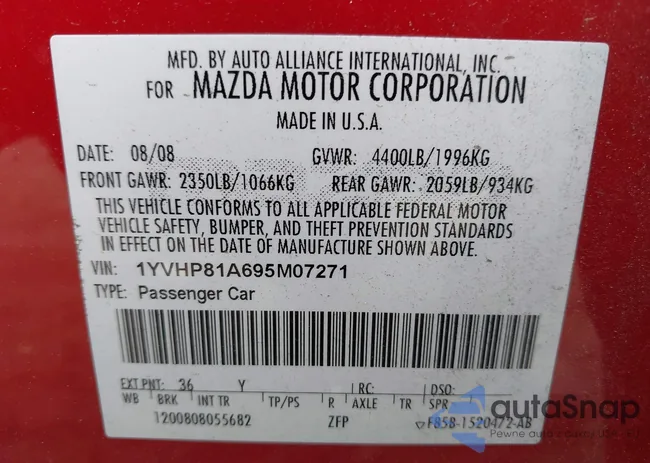 MFD. BY AUTO ALLIANCE INTERNATIONAL, INC.
FOR MAZDA MOTOR CORPORATION
MADE IN U.S.A.
DATE: 08/08 GVWR: 4400LB/1996KG
FRONT GAWR: 2350LB/1066KG REAR GAWR: 2059LB/934KG
THIS VEHICLE CONFORMS TO ALL APPLICABLE FEDERAL MOTOR
VEHICLE SAFETY, BUMPER, AND THEFT PREVENTION STANDARDS
IN EFFECT ON THE DATE OF MANUFACTURE SHOWN ABOVE.
VIN: 1YVHP81A695M07271
TYPE: Passenger Car
EXT PNT: 36 Y RC: DSO:
WB BRK INT TR TP/PS R AXLE TR SPR
1200808055682 ZFP F85B-1520472-AB
autoSnap
Pewne auto z